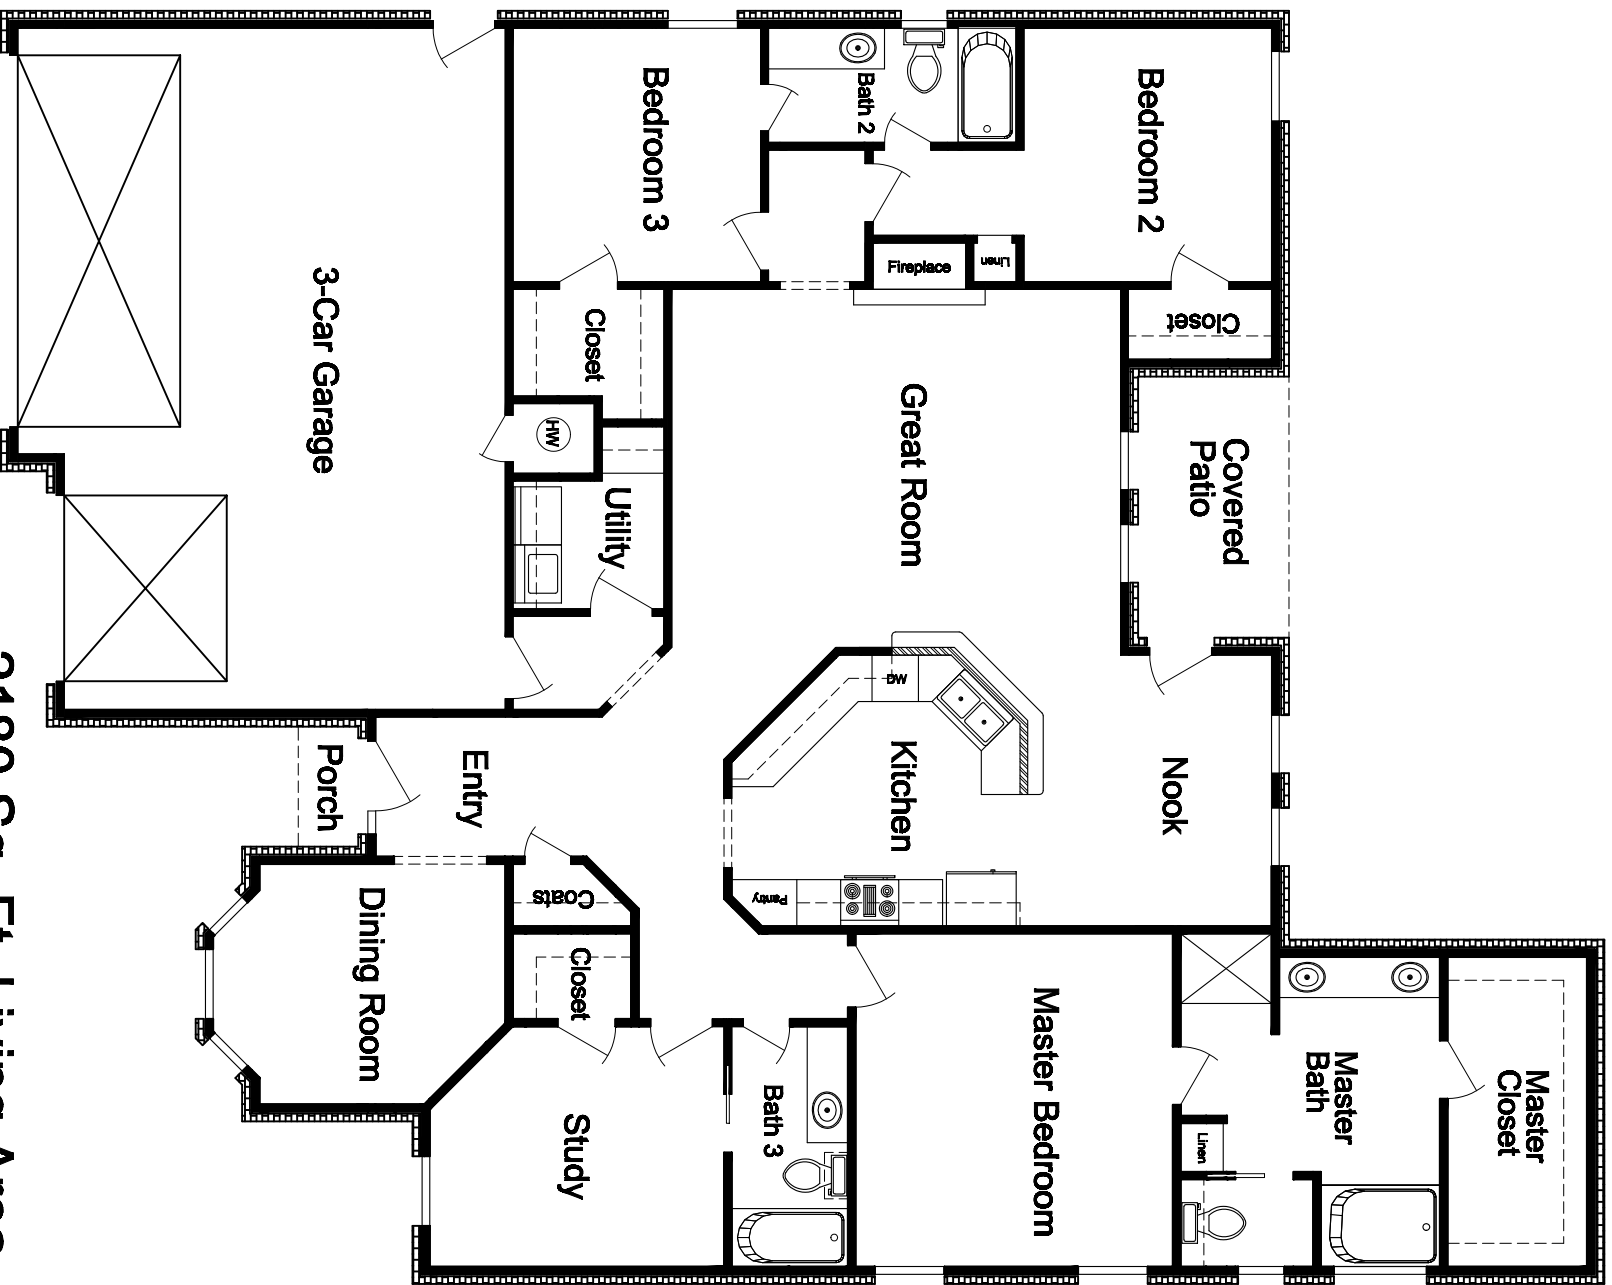 Master
Closet
Master
Bath
Linen
Master Bedroom
Bath 3
Study
Closet
Coats
Dining Room
Nook
Kitchen
DW
Pantry
Entry
Porch
Covered
Patio
Great Room
Utility
HW
Closet
3-Car Garage
Closet
Bedroom 2
Linen
Fireplace
Bath 2
Bedroom 3